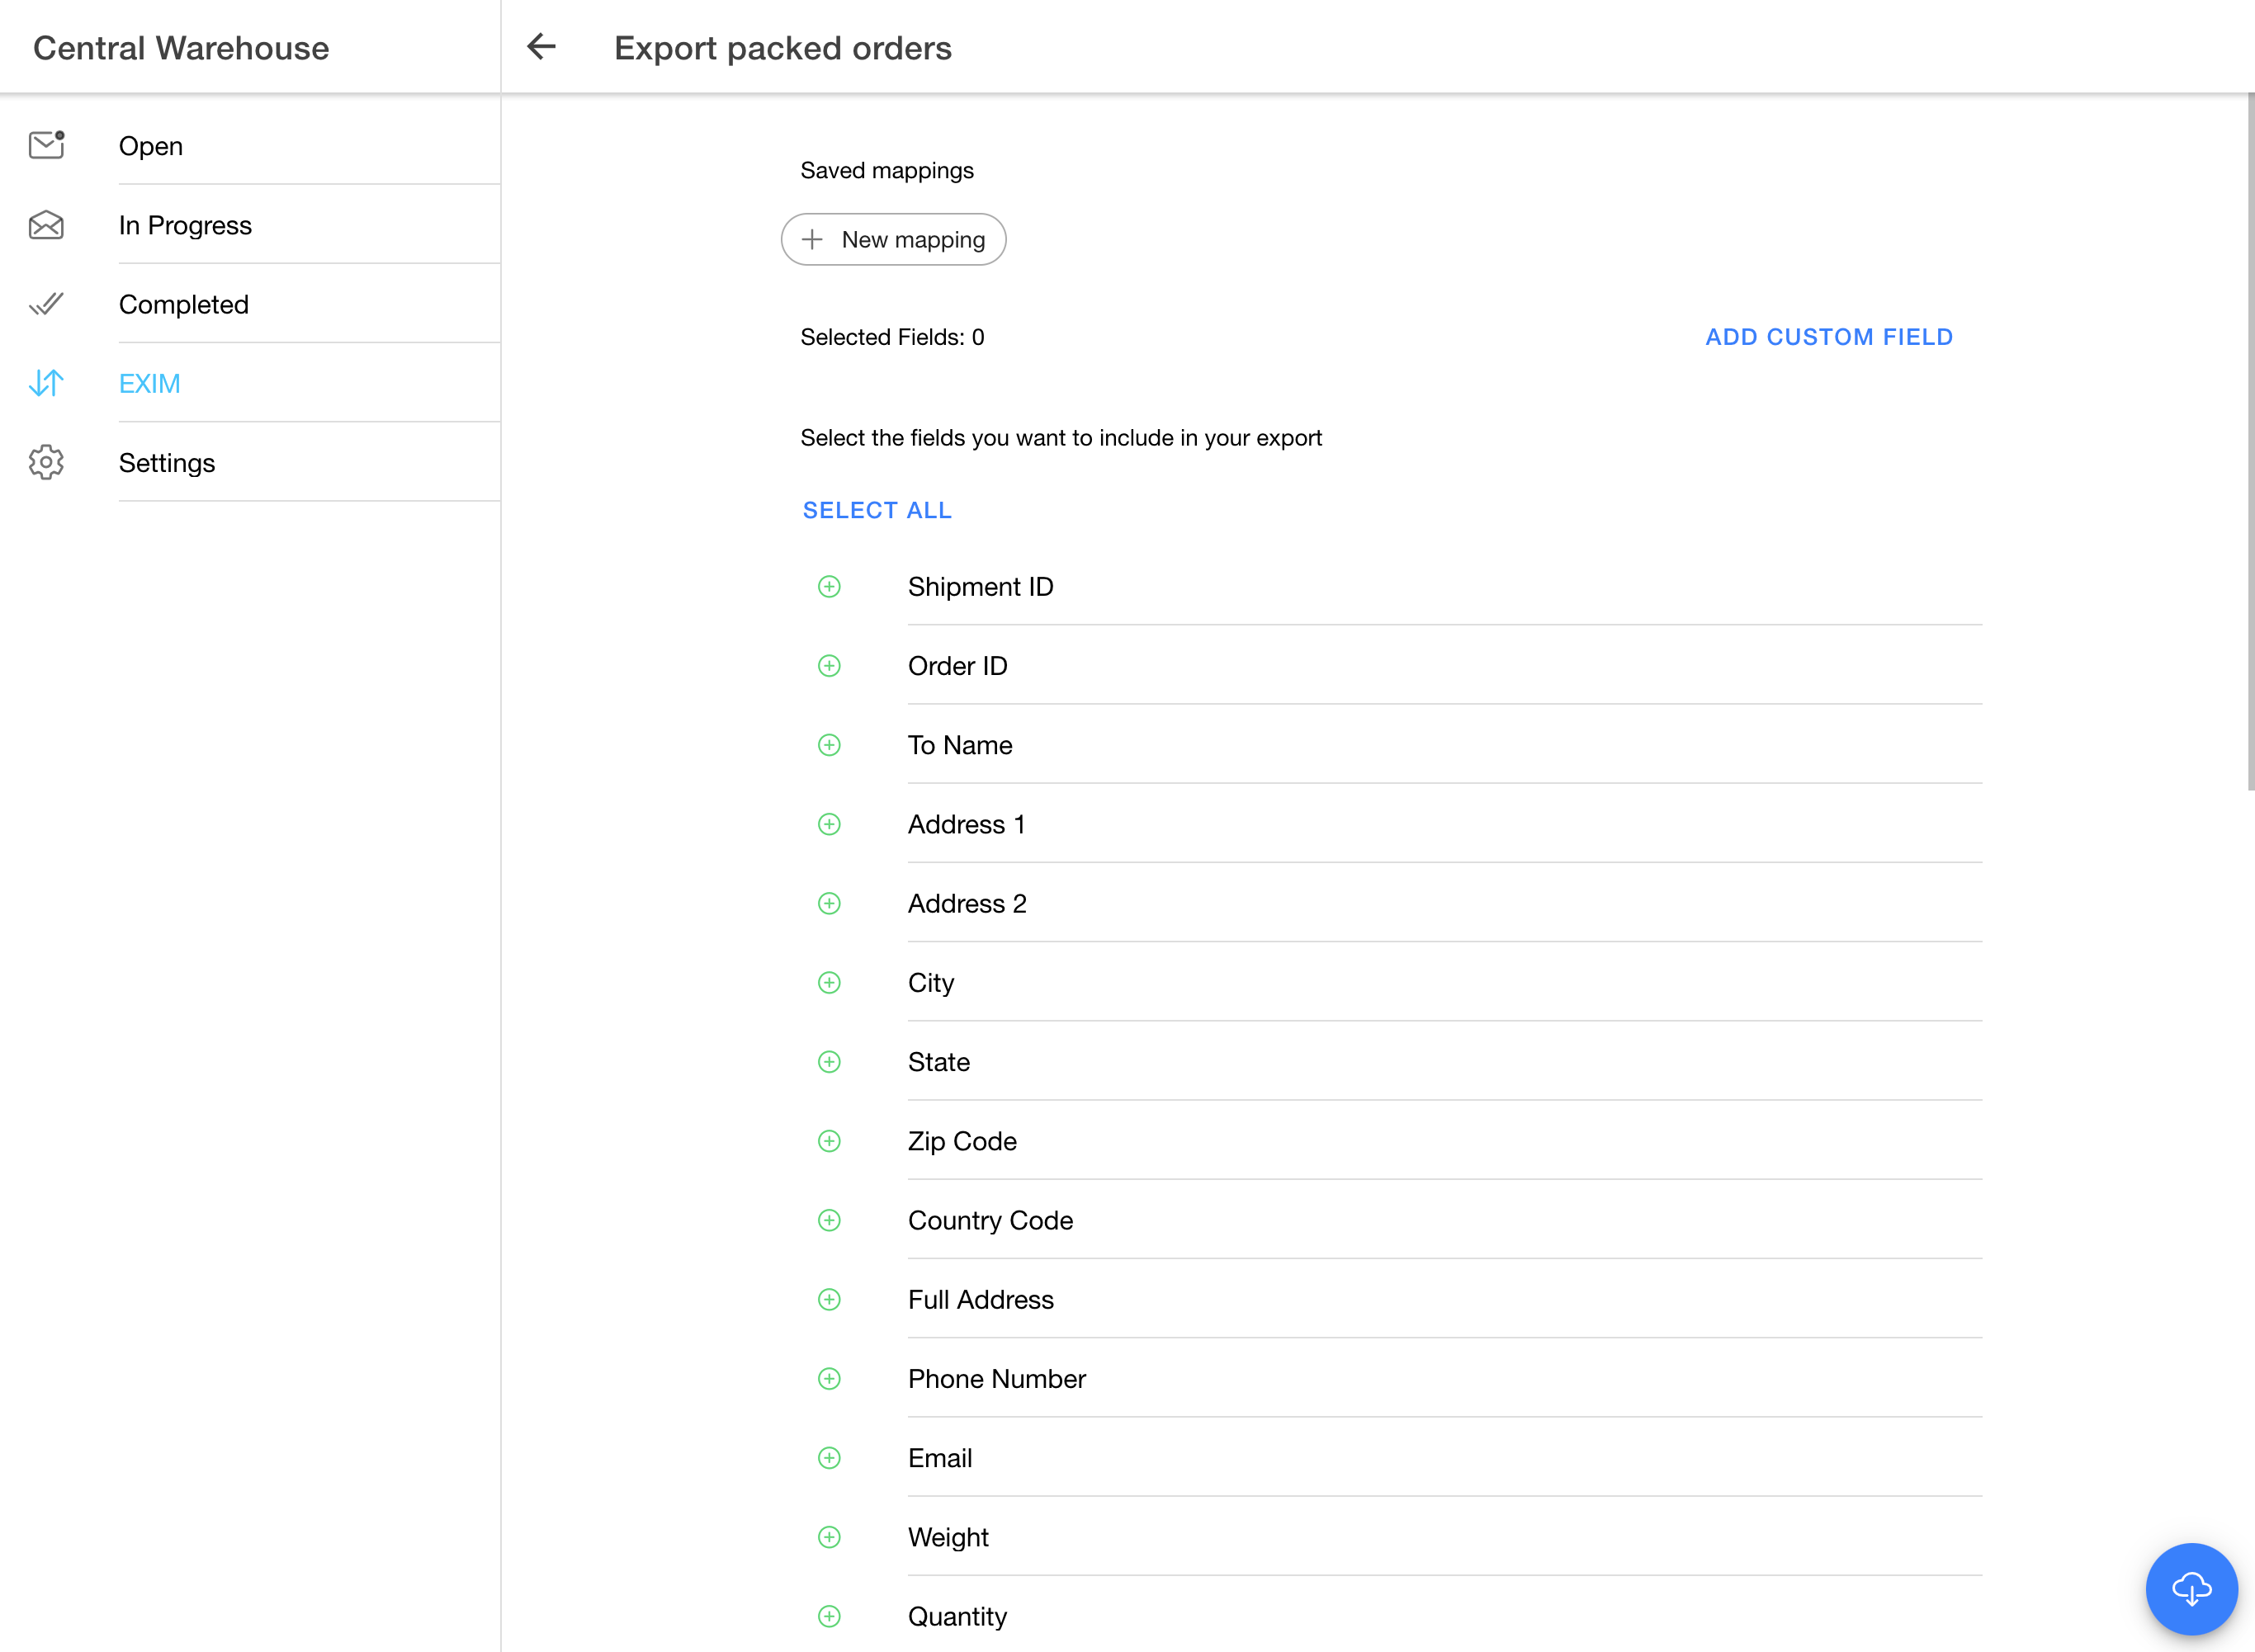 Central Warehouse
Export packed orders
Open
In Progress
Completed
EXIM
Settings
Saved mappings
New mapping
Selected Fields: 0
ADD CUSTOM FIELD
Select the fields you want to include in your export
SELECT ALL
Shipment ID
Order ID
To Name
Address 1
Address 2
City
State
Zip Code
Country Code
Full Address
Phone Number
Email
Weight
Quantity